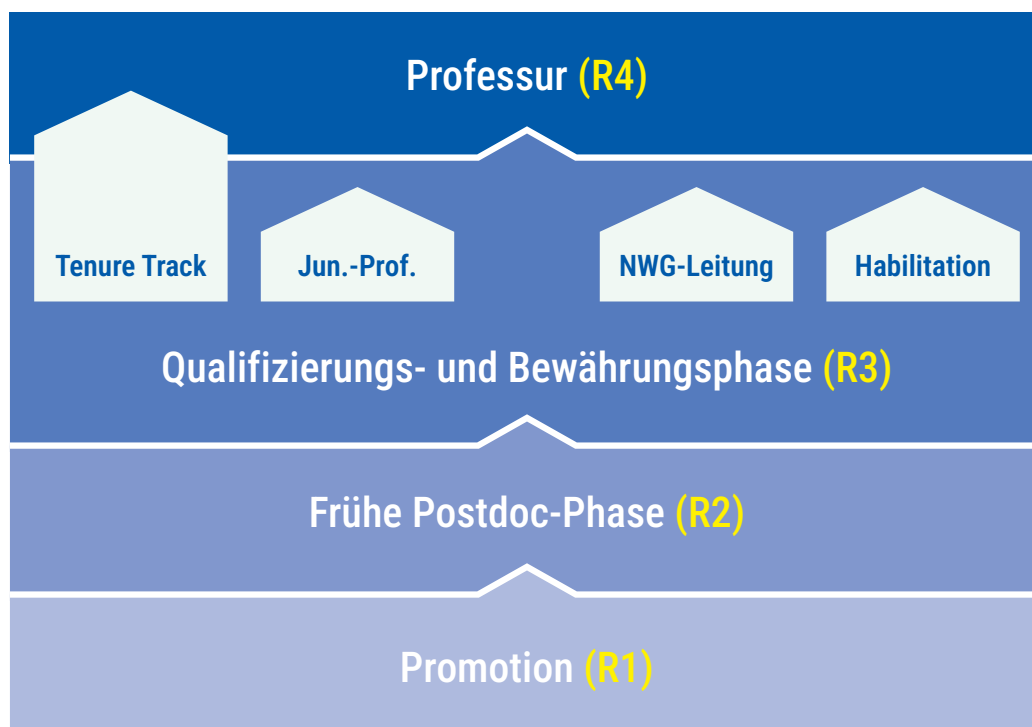 Professur (R4)
Tenure Track
Jun.-Prof.
NWG-Leitung
Habilitation
Qualifizierungs- und Bewährungsphase (R3)
Frühe Postdoc-Phase (R2)
Promotion (R1)